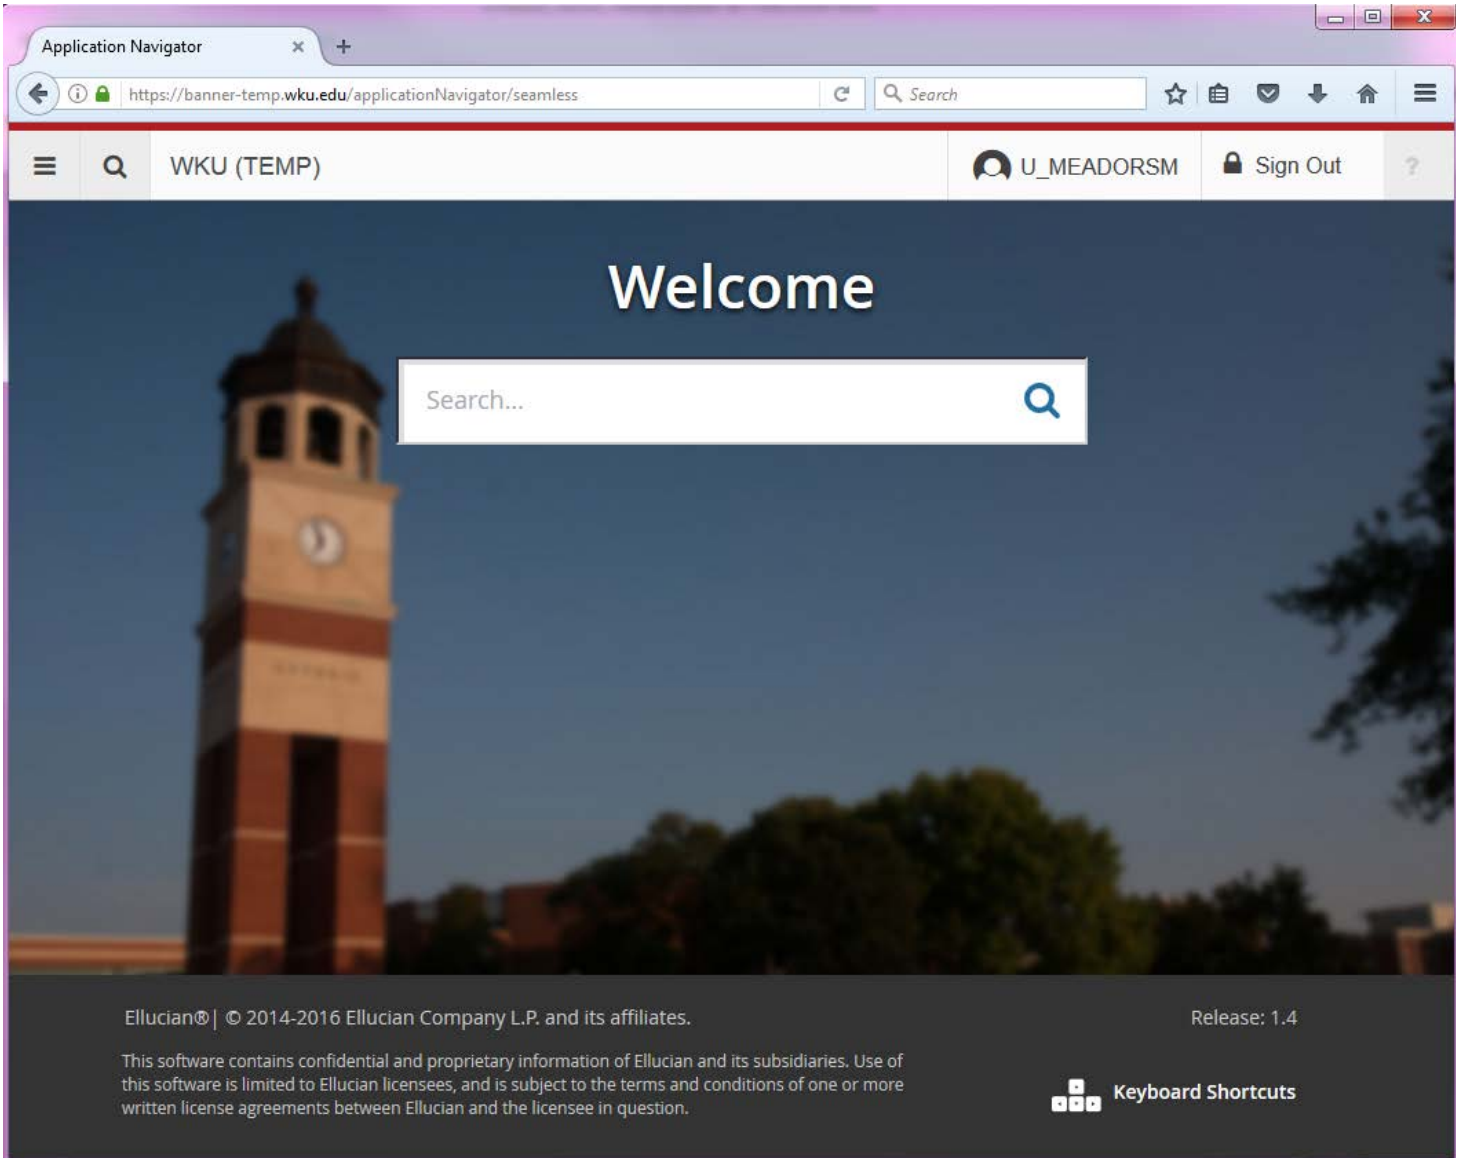 Application Navigator
https://banner-temp.wku.edu/applicationNavigator/seamless
Search
WKU (TEMP)
U_MEADORSM
Sign Out
?
Welcome
Search...
Ellucian®| © 2014-2016 Ellucian Company L.P. and its affiliates.
Release: 1.4
This software contains confidential and proprietary information of Ellucian and its subsidiaries. Use of
this software is limited to Ellucian licensees, and is subject to the terms and conditions of one or more
written license agreements between Ellucian and the licensee in question.
Keyboard Shortcuts